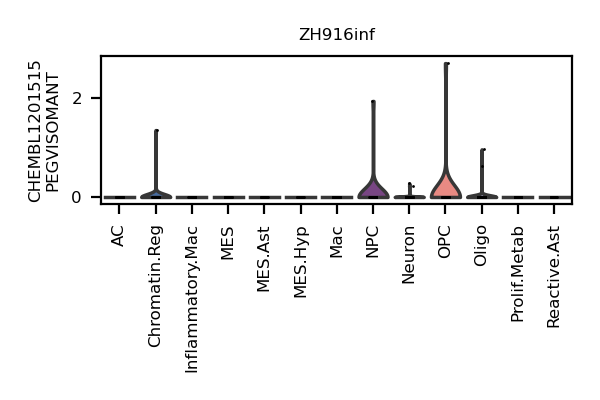 ZH916inf
CHEMBL1201515
PEGVISOMANT
2
0
AC
Chromatin.Reg
Inflammatory.Mac
MES
MES.Ast
MES.Hyp
Mac
NPC
Neuron
OPC
Oligo
Prolif.Metab
Reactive.Ast